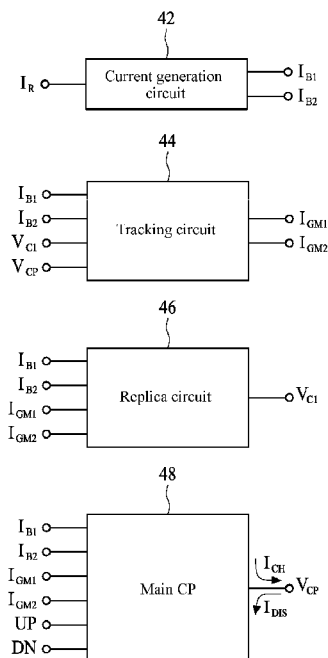 42
I_R
Current generation
circuit
I_B1
I_B2
44
I_B1
I_B2
V_C1
V_CP
Tracking circuit
I_GM1
I_GM2
46
I_B1
I_B2
I_GM1
I_GM2
Replica circuit
V_C1
48
I_B1
I_B2
I_GM1
I_GM2
UP
DN
Main CP
I_CH
I_DIS
V_CP